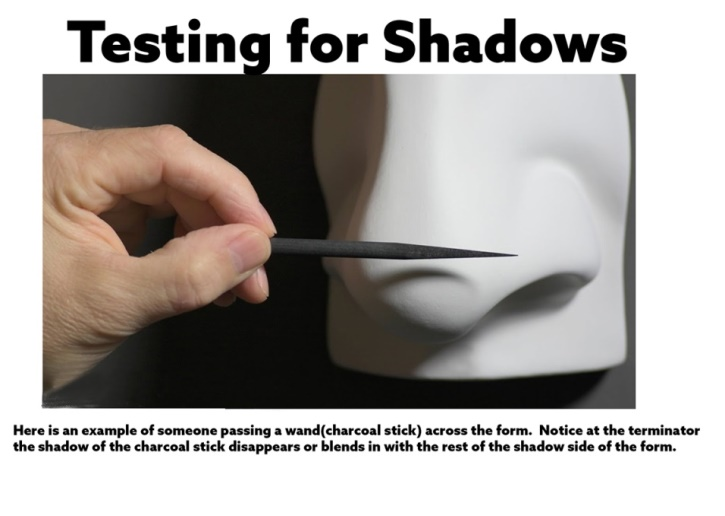 Testing for Shadows
Here is an example of someone passing a wand(charcoal stick) across the form.  Notice at the terminator
the shadow of the charcoal stick disappears or blends in with the rest of the shadow side of the form.